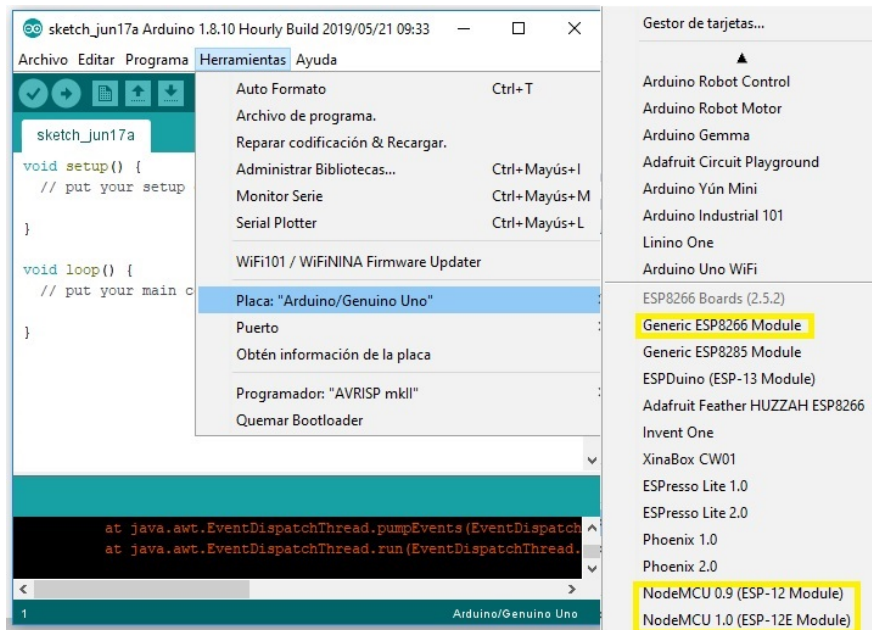 sketch_jun17a Arduino 1.8.10 Hourly Build 2019/05/21 09:33
Archivo Editar Programa Herramientas Ayuda
sketch_jun17a
void setup() {
// put your setup
}
void loop() {
// put your main c
}
Auto Formato Ctrl+T
Archivo de programa.
Reparar codificación & Recargar.
Administrar Bibliotecas... Ctrl+Mayús+I
Monitor Serie Ctrl+Mayús+M
Serial Plotter Ctrl+Mayús+L
WiFi101 / WiFiNINA Firmware Updater
Placa: "Arduino/Genuino Uno"
Puerto
Obtén información de la placa
Programador: "AVRISP mkII"
Quemar Bootloader
at java.awt.EventDispatchThread.pumpEvents(EventDispatch
at java.awt.EventDispatchThread.run(EventDispatchThread.
1 Arduino/Genuino Uno
Gestor de tarjetas...
Arduino Robot Control
Arduino Robot Motor
Arduino Gemma
Adafruit Circuit Playground
Arduino Yún Mini
Arduino Industrial 101
Linino One
Arduino Uno WiFi
ESP8266 Boards (2.5.2)
Generic ESP8266 Module
Generic ESP8285 Module
ESPDuino (ESP-13 Module)
Adafruit Feather HUZZAH ESP8266
Invent One
XinaBox CW01
ESPresso Lite 1.0
ESPresso Lite 2.0
Phoenix 1.0
Phoenix 2.0
NodeMCU 0.9 (ESP-12 Module)
NodeMCU 1.0 (ESP-12E Module)